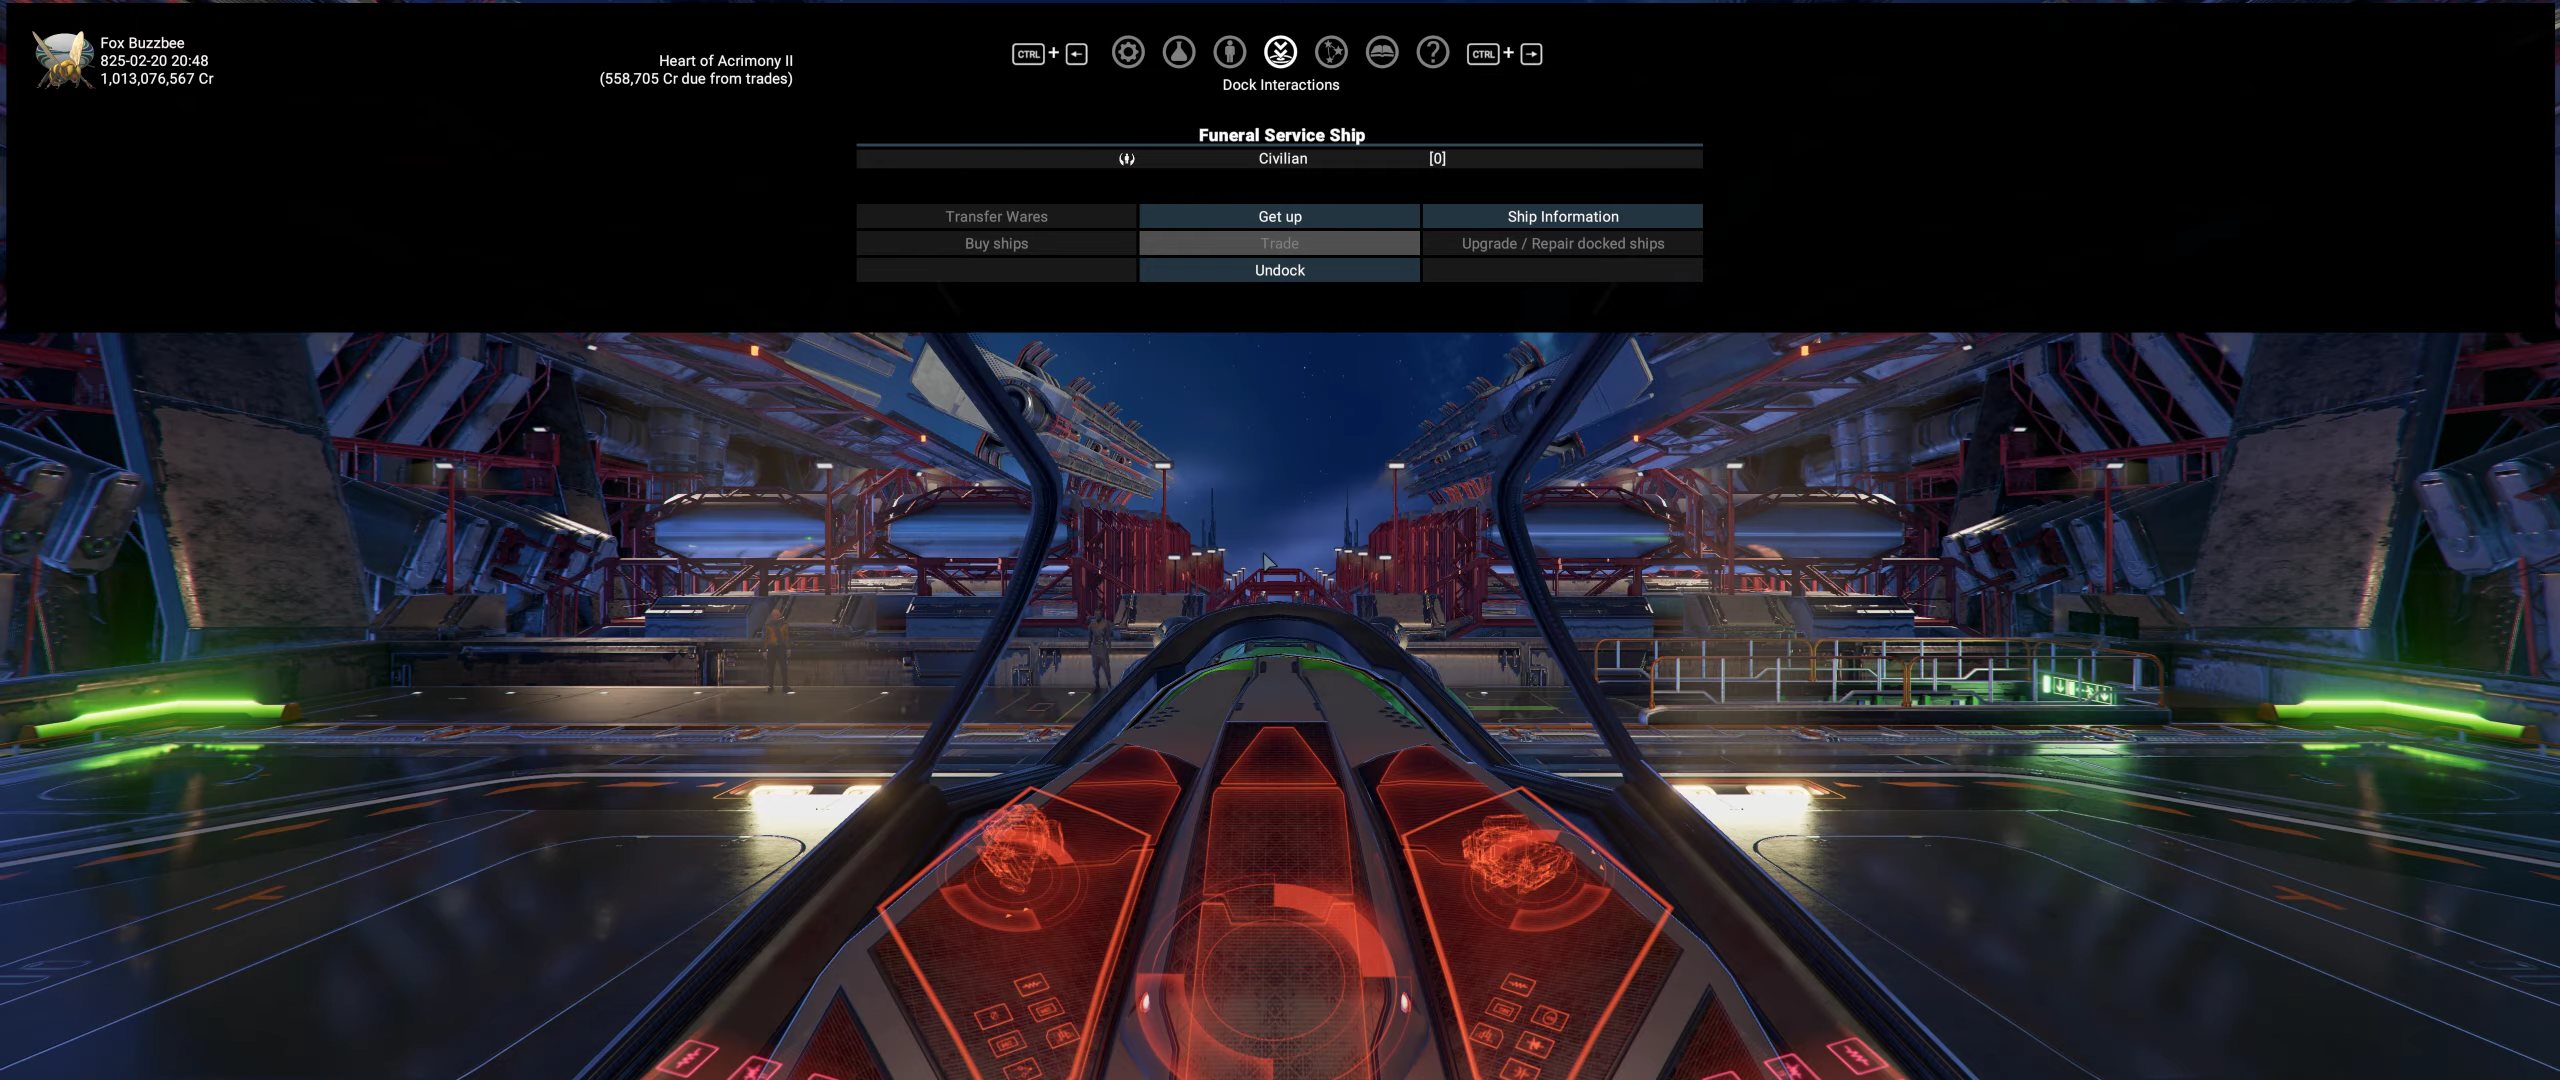 Fox Buzzbee
825-02-20 20:48
1,013,076,567 Cr
Heart of Acrimony II
(558,705 Cr due from trades)
CTRL + ←
?
CTRL + →
Dock Interactions
Funeral Service Ship
Civilian [0]
Transfer Wares Get up Ship Information
Buy ships Trade Upgrade / Repair docked ships
Undock